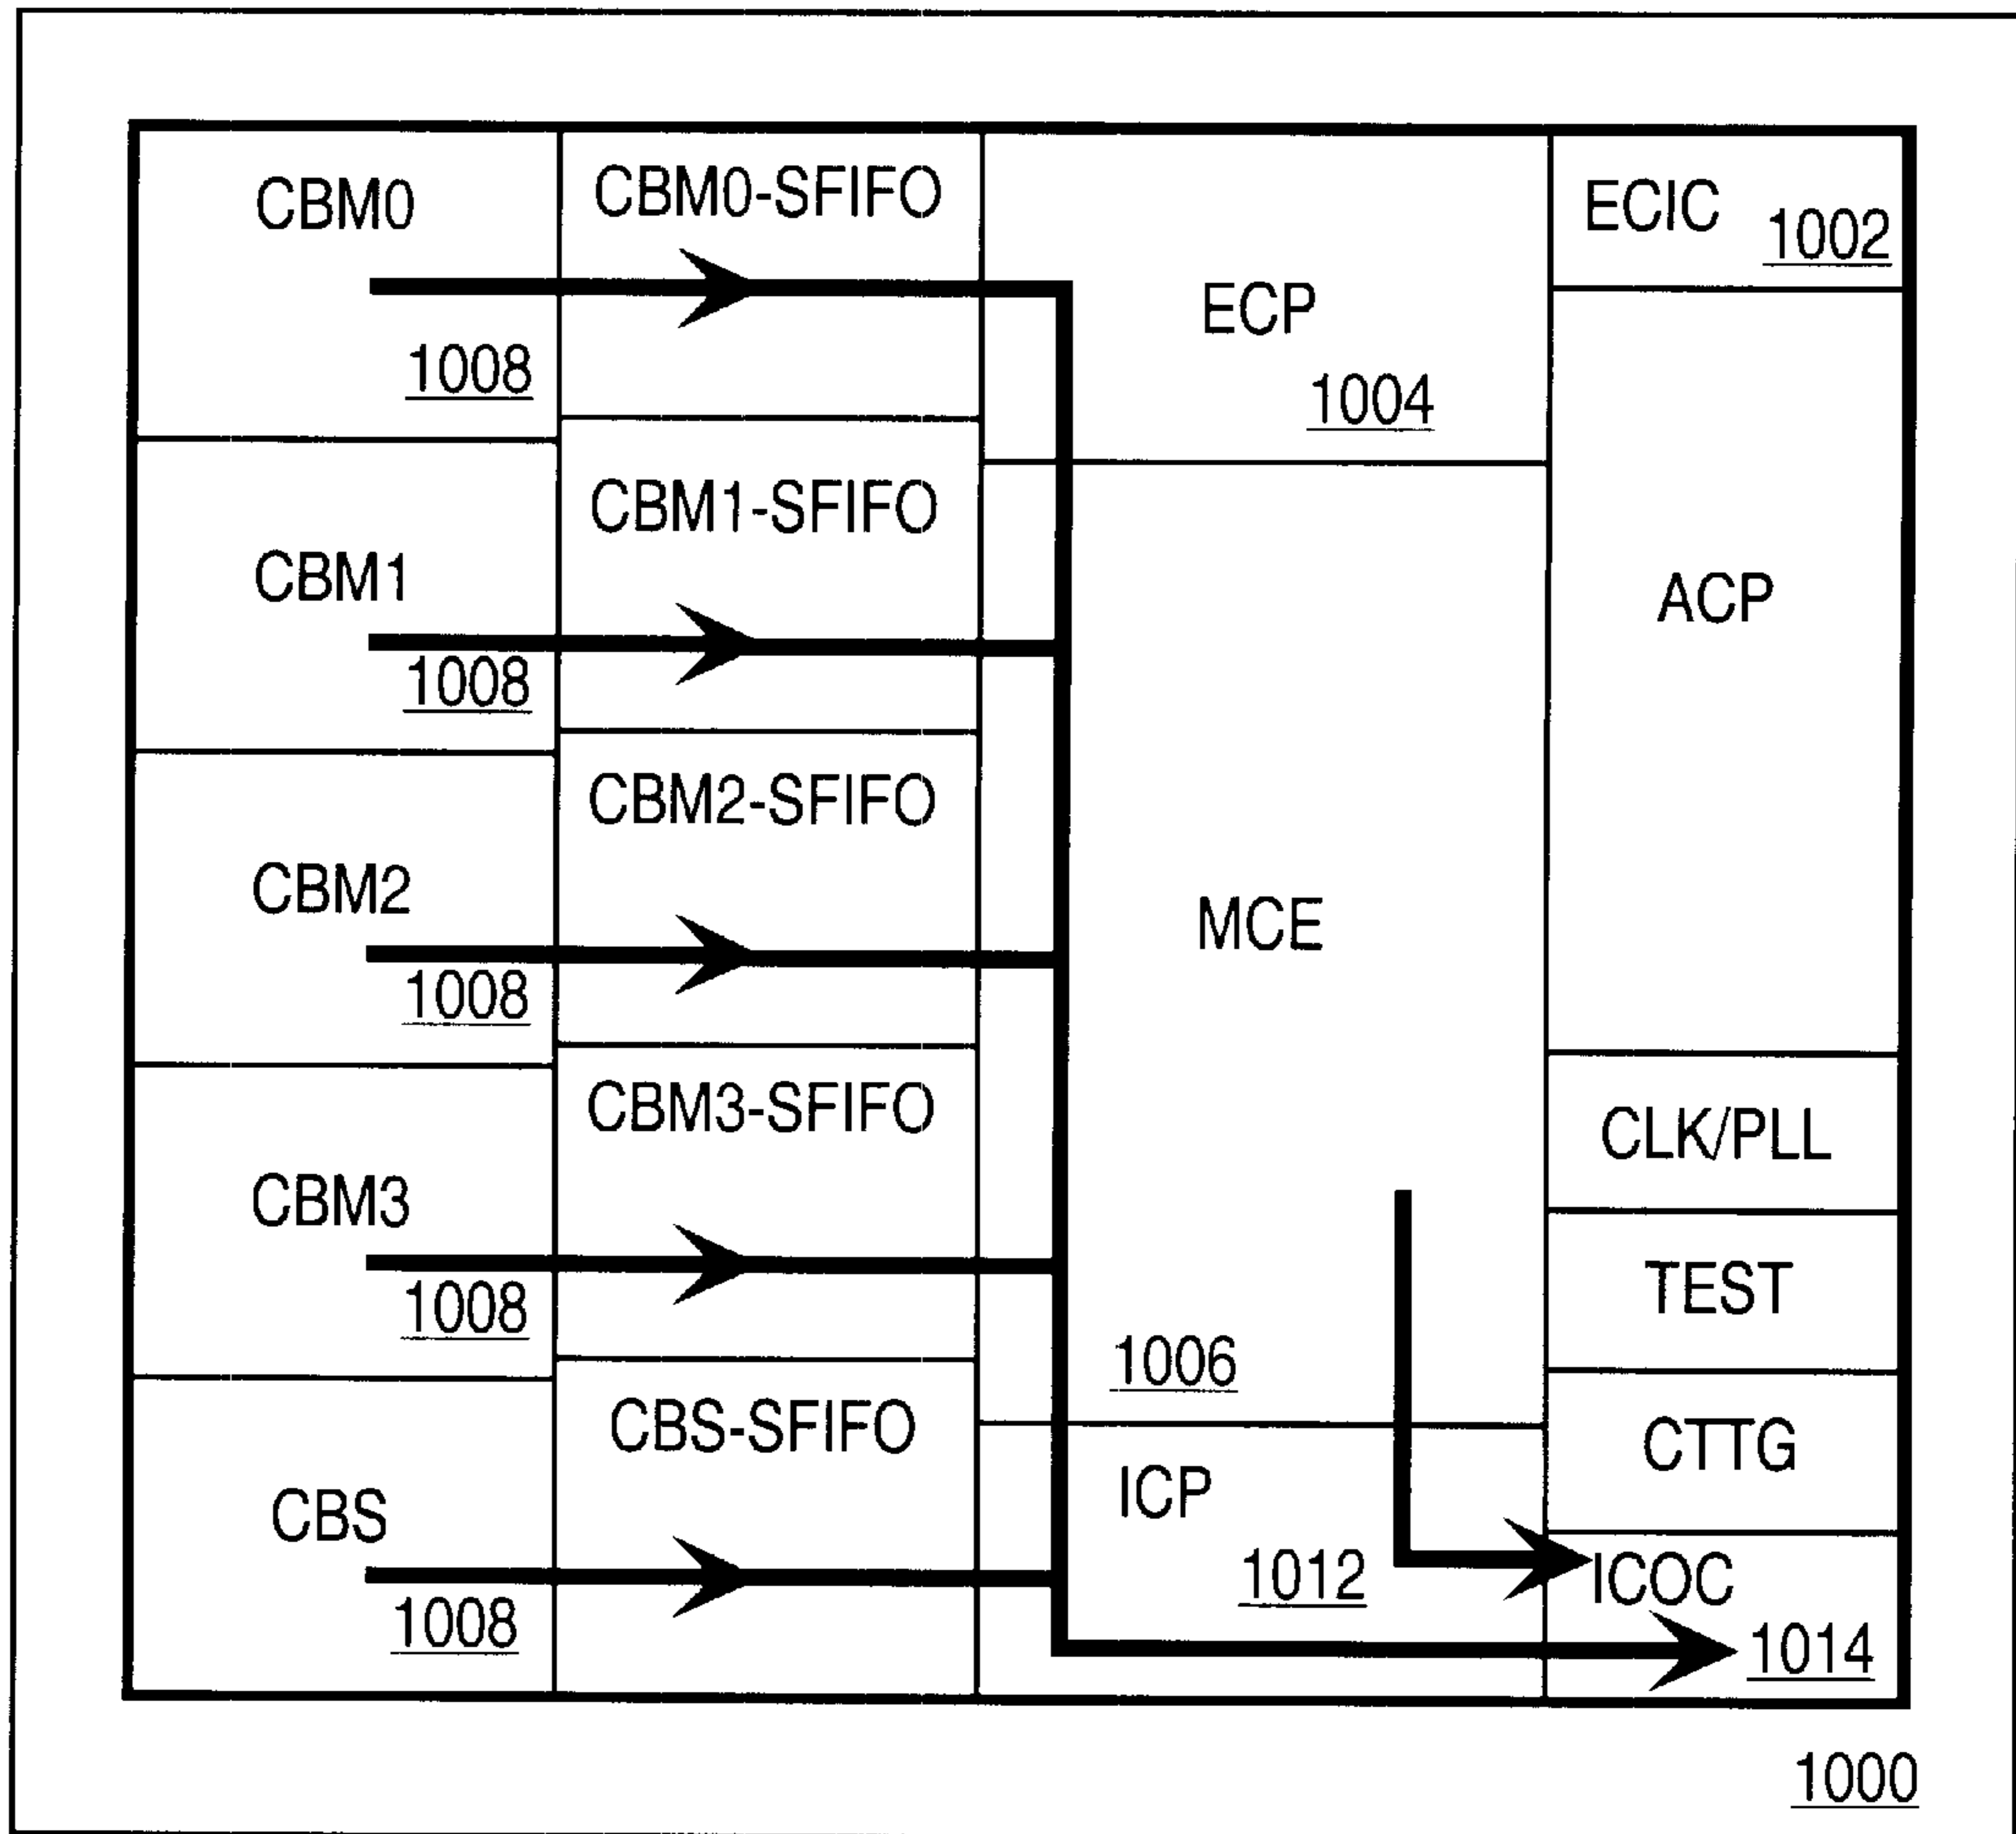 CBM0
1008
CBM1
1008
CBM2
1008
CBM3
1008
CBS
1008
CBM0-SFIFO
CBM1-SFIFO
CBM2-SFIFO
CBM3-SFIFO
CBS-SFIFO
ECP
1004
MCE
1006
ICP
1012
ECIC
1002
ACP
CLK/PLL
TEST
CTTG
ICOC
1014
1000